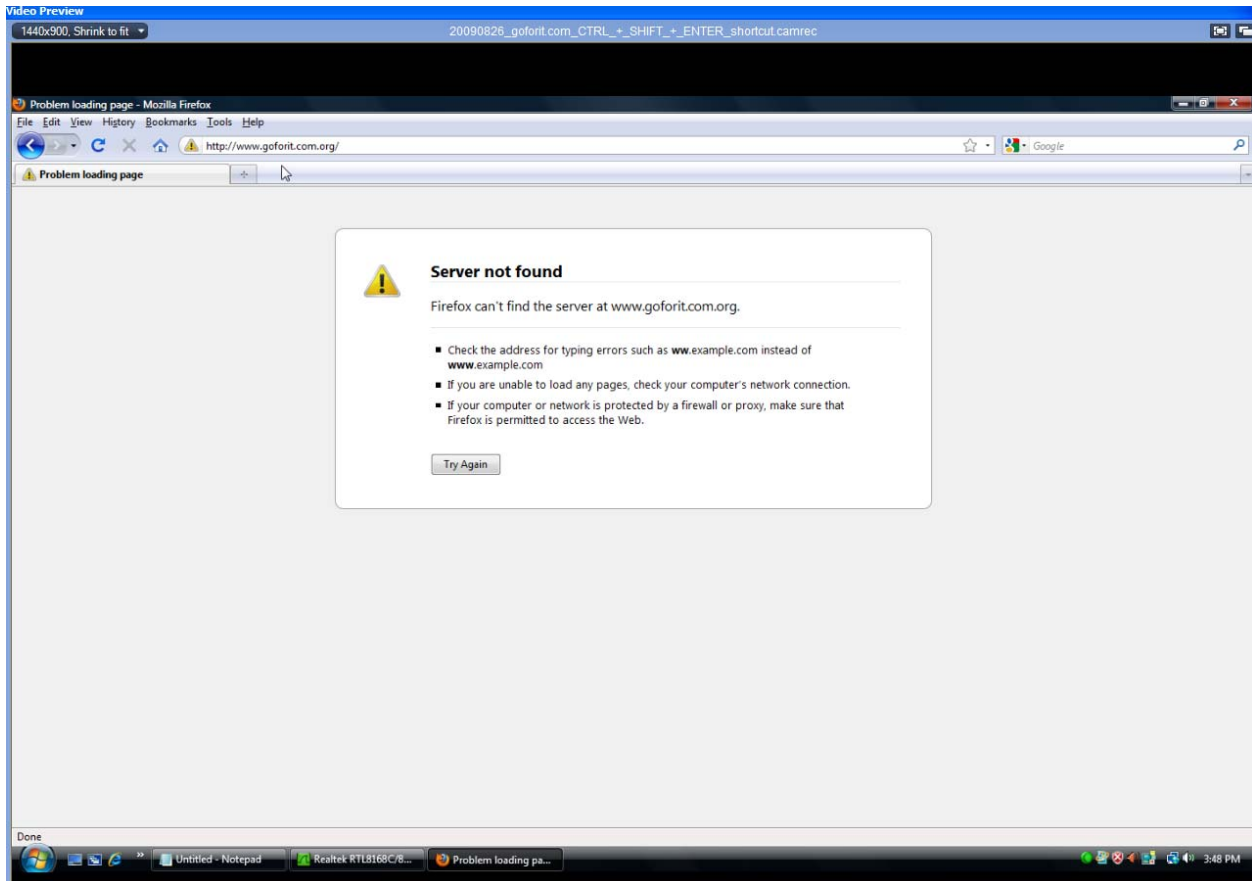 Video Preview
1440x900, Shrink to fit
20090826_goforit.com_CTRL_+_SHIFT_+_ENTER_shortcut.camrec
Problem loading page - Mozilla Firefox
File Edit View History Bookmarks Tools Help
http://www.goforit.com.org/
Google
Problem loading page
Server not found
Firefox can't find the server at www.goforit.com.org.
Check the address for typing errors such as ww.example.com instead of
www.example.com
If you are unable to load any pages, check your computer's network connection.
If your computer or network is protected by a firewall or proxy, make sure that
Firefox is permitted to access the Web.
Try Again
Done
Untitled - Notepad
Realtek RTL8168C/8...
Problem loading pa...
3:48 PM